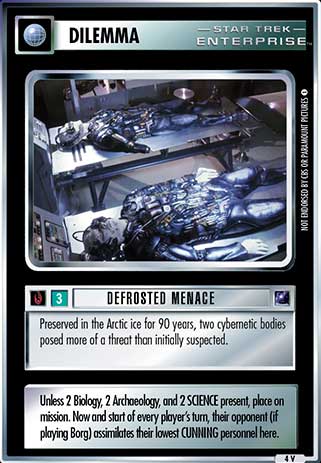 DILEMMA
STAR TREK
ENTERPRISE™
NOT ENDORSED BY CBS OR PARAMOUNT PICTURES
3
DEFROSTED MENACE
Preserved in the Arctic ice for 90 years, two cybernetic bodies
posed more of a threat than initially suspected.
Unless 2 Biology, 2 Archaeology, and 2 SCIENCE present, place on
mission. Now and start of every player's turn, their opponent (if
playing Borg) assimilates their lowest CUNNING personnel here.
4 V